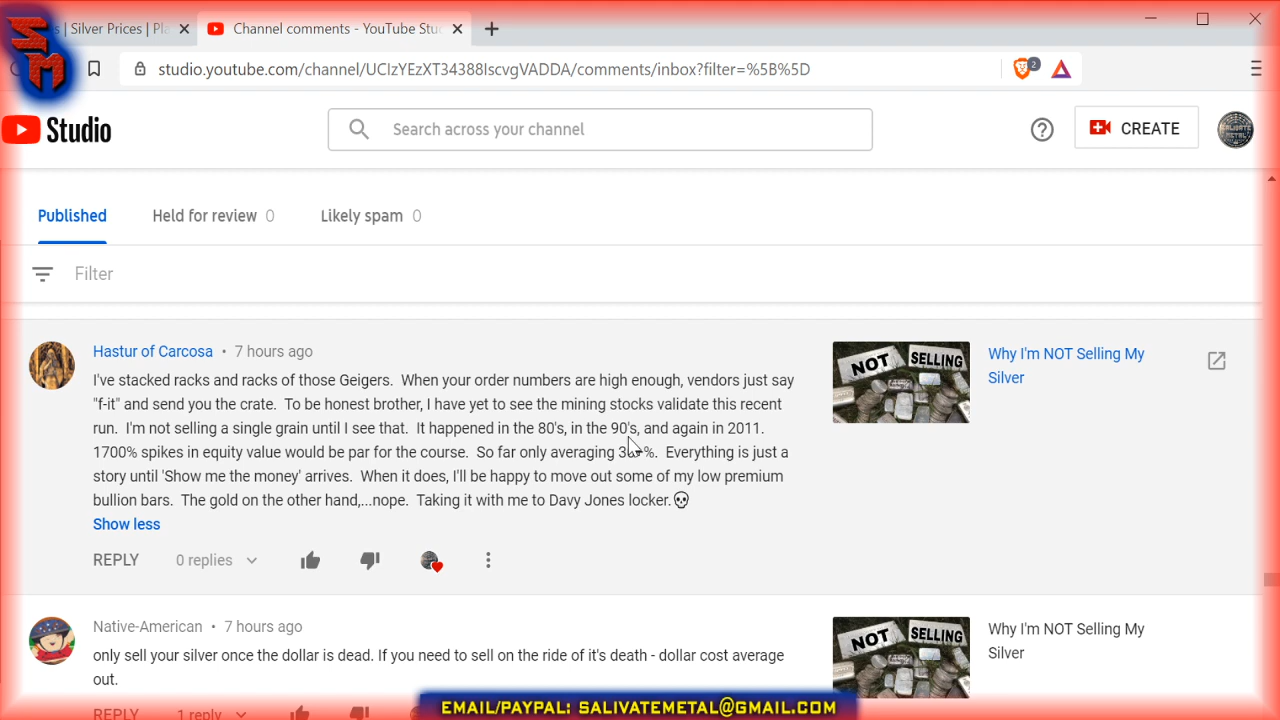 s | Silver Prices | Pla
Channel comments - YouTube Stu
SM
studio.youtube.com/channel/UCIzYEzXT34388IscvgVADDA/comments/inbox?filter=%5B%5D
2
Studio
Search across your channel
CREATE
Published
Held for review 0
Likely spam 0
Filter
Hastur of Carcosa • 7 hours ago
I've stacked racks and racks of those Geigers. When your order numbers are high enough, vendors just say
"f-it" and send you the crate. To be honest brother, I have yet to see the mining stocks validate this recent
run. I'm not selling a single grain until I see that. It happened in the 80's, in the 90's, and again in 2011.
1700% spikes in equity value would be par for the course. So far only averaging %. Everything is just a
story until 'Show me the money' arrives. When it does, I'll be happy to move out some of my low premium
bullion bars. The gold on the other hand,...nope. Taking it with me to Davy Jones locker.💀
Show less
REPLY
0 replies
NOT SELLING
Why I'm NOT Selling My
Silver
Native-American • 7 hours ago
only sell your silver once the dollar is dead. If you need to sell on the ride of it's death - dollar cost average
out.
REPLY
1 reply
NOT SELLING
Why I'm NOT Selling My
Silver
EMAIL/PAYPAL: SALIVATEMETAL@GMAIL.COM